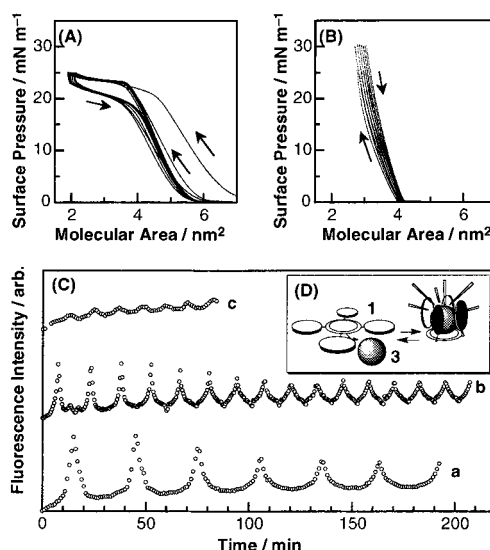 (A)
Surface Pressure / mN m⁻¹
30
20
10
0
2
4
6
Molecular Area / nm²
(B)
Surface Pressure / mN m⁻¹
30
20
10
0
2
4
6
Molecular Area / nm²
(C)
Fluorescence Intensity / arb.
c
b
a
(D)
1
3
0
50
100
150
200
Time / min